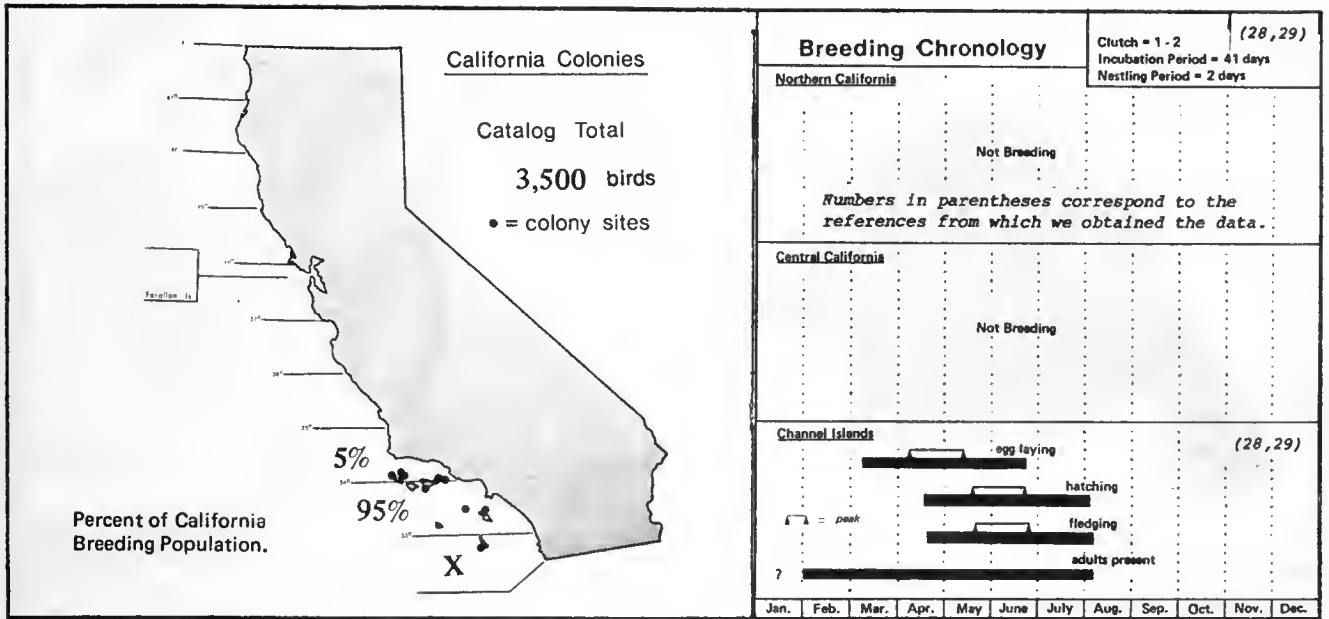 California Colonies
Catalog Total
3,500 birds
• = colony sites
Farallon Is
5%
95%
X
Percent of California
Breeding Population.
Breeding Chronology
Clutch = 1 - 2
Incubation Period = 41 days
Nestling Period = 2 days
(28,29)
Northern California
Not Breeding
Numbers in parentheses correspond to the
references from which we obtained the data.
Central California
Not Breeding
Channel Islands
(28,29)
egg laying
hatching
= peak
fledging
adults present
?
Jan. Feb. Mar. Apr. May June July Aug. Sep. Oct. Nov. Dec.